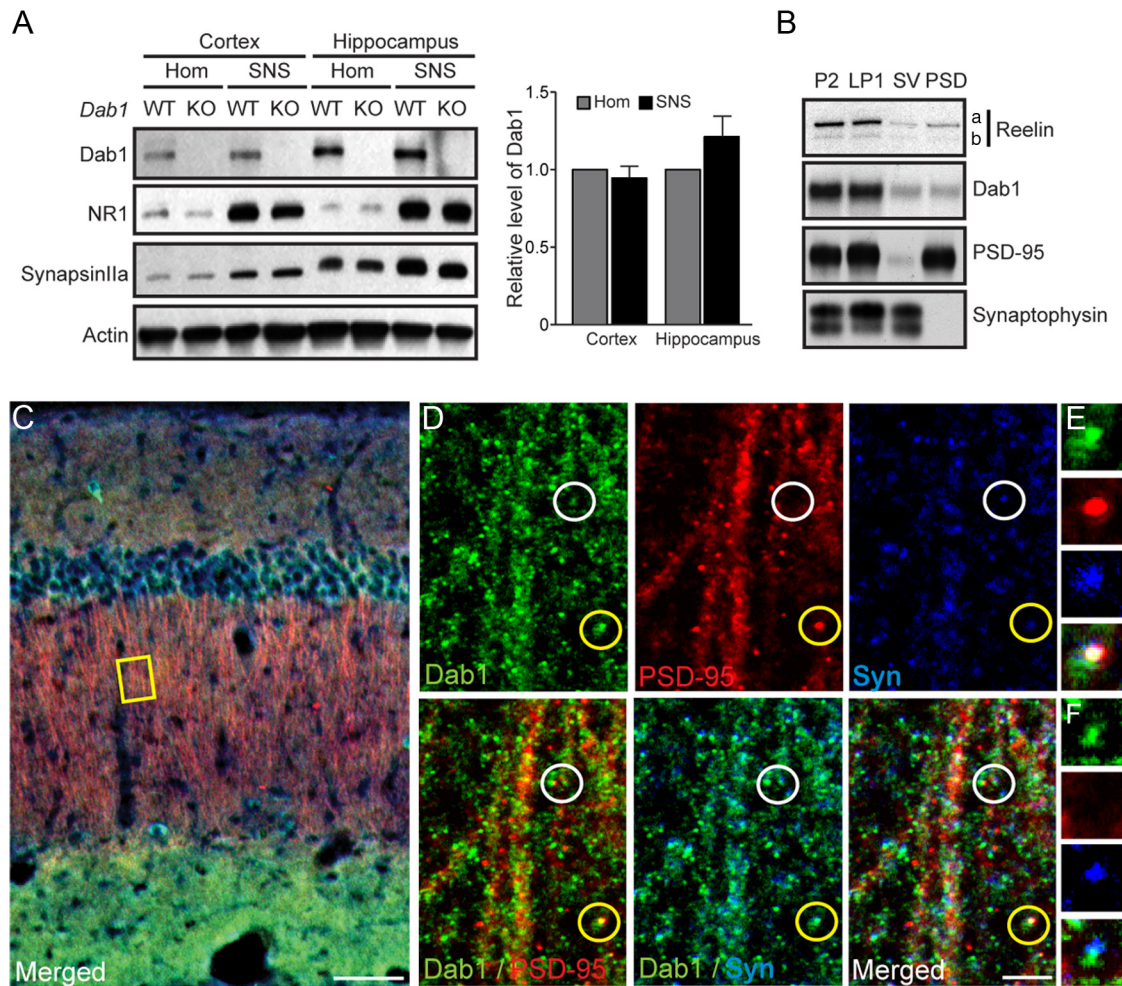 A
Cortex Hippocampus
Hom SNS Hom SNS
Dab1 WT KO WT KO WT KO WT KO
Dab1
NR1
SynapsinIIa
Actin
Relative level of Dab1
1.5
1.0
0.5
0
Hom SNS
Cortex Hippocampus
B
P2 LP1 SV PSD
a
b
Reelin
Dab1
PSD-95
Synaptophysin
C
Merged
D
Dab1
PSD-95
Syn
Dab1 / PSD-95
Dab1 / Syn
Merged
E
F